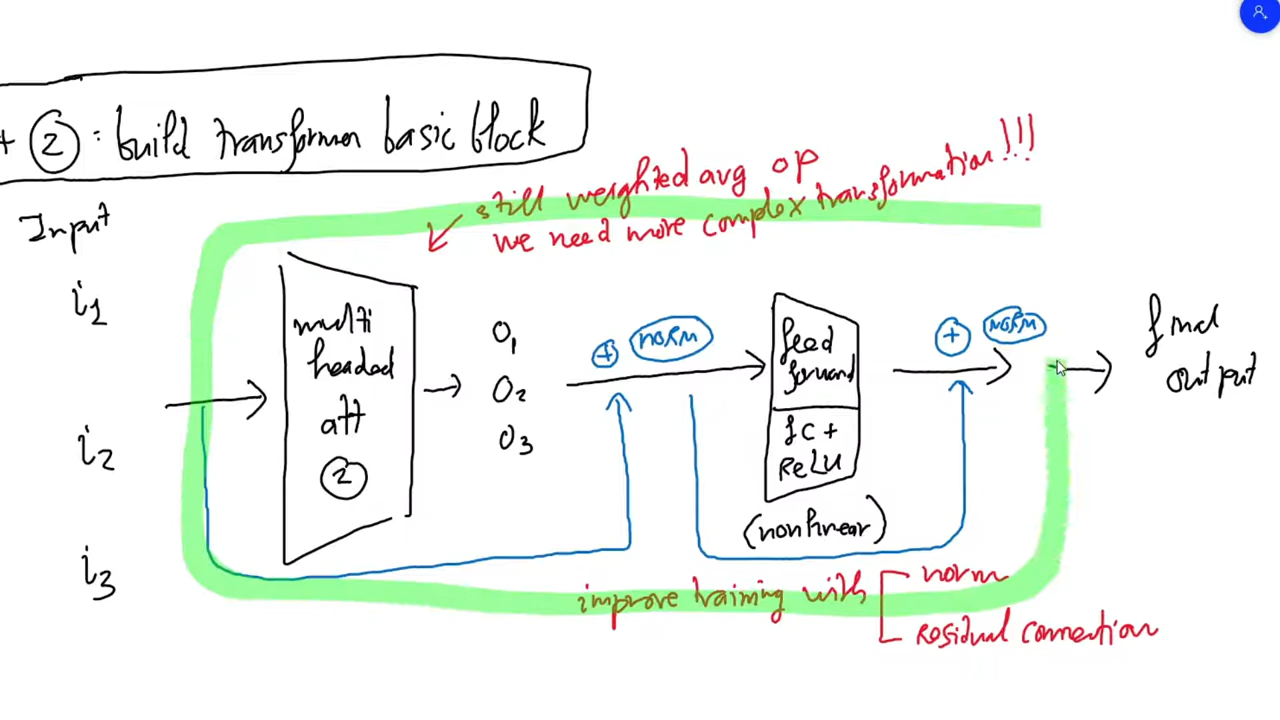 + 2 : build transformer basic block
still weighted avg op
we need more complex transformation!!!
Input
i1
i2
i3
multi
headed
att
2
O1
O2
O3
+ norm
feed
forward
FC +
ReLU
(nonlinear)
+ norm
final
output
improve training with
norm
residual connection